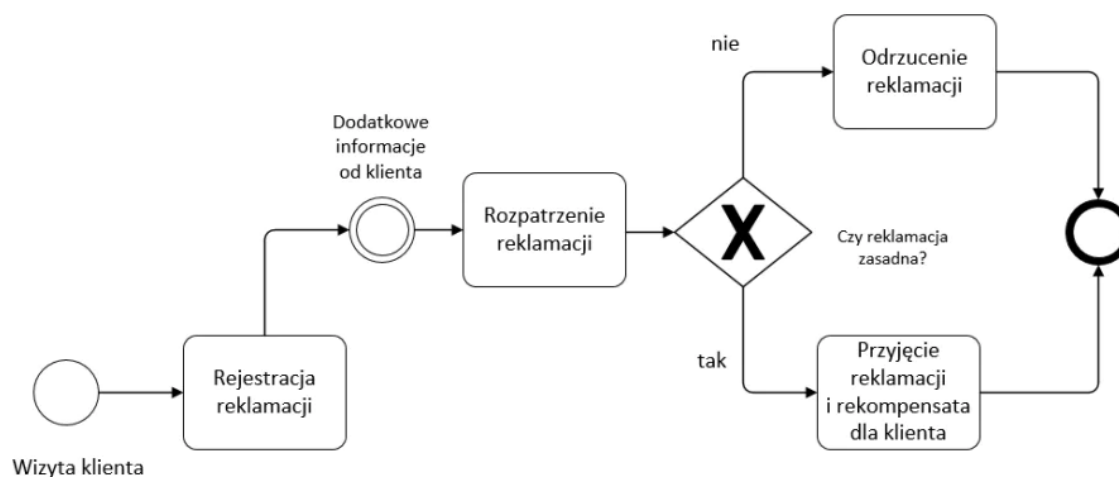 Wizyta klienta
Rejestracja
reklamacji
Dodatkowe
informacje
od klienta
Rozpatrzenie
reklamacji
X
Czy reklamacja
zasadna?
nie
Odrzucenie
reklamacji
tak
Przyjęcie
reklamacji
i rekompensata
dla klienta